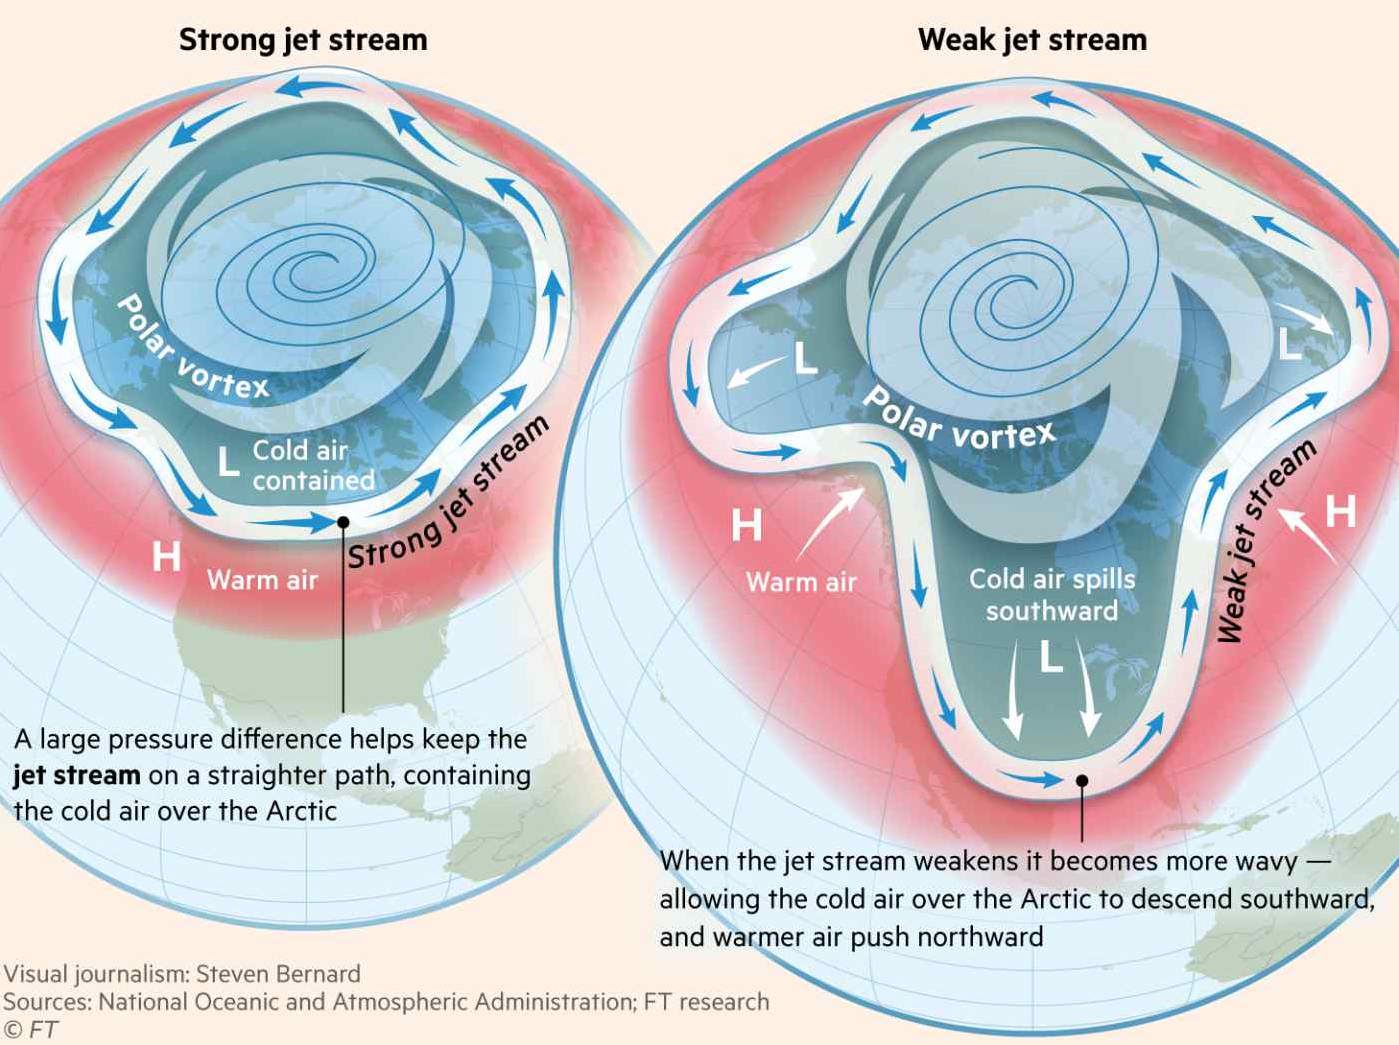 Strong jet stream
Polar vortex
L
Cold air
contained
Strong jet stream
H
Warm air
A large pressure difference helps keep the
jet stream on a straighter path, containing
the cold air over the Arctic
Weak jet stream
L
L
Polar vortex
H
Warm air
H
Weak jet stream
Cold air spills
southward
L
When the jet stream weakens it becomes more wavy —
allowing the cold air over the Arctic to descend southward,
and warmer air push northward
Visual journalism: Steven Bernard
Sources: National Oceanic and Atmospheric Administration; FT research
© FT